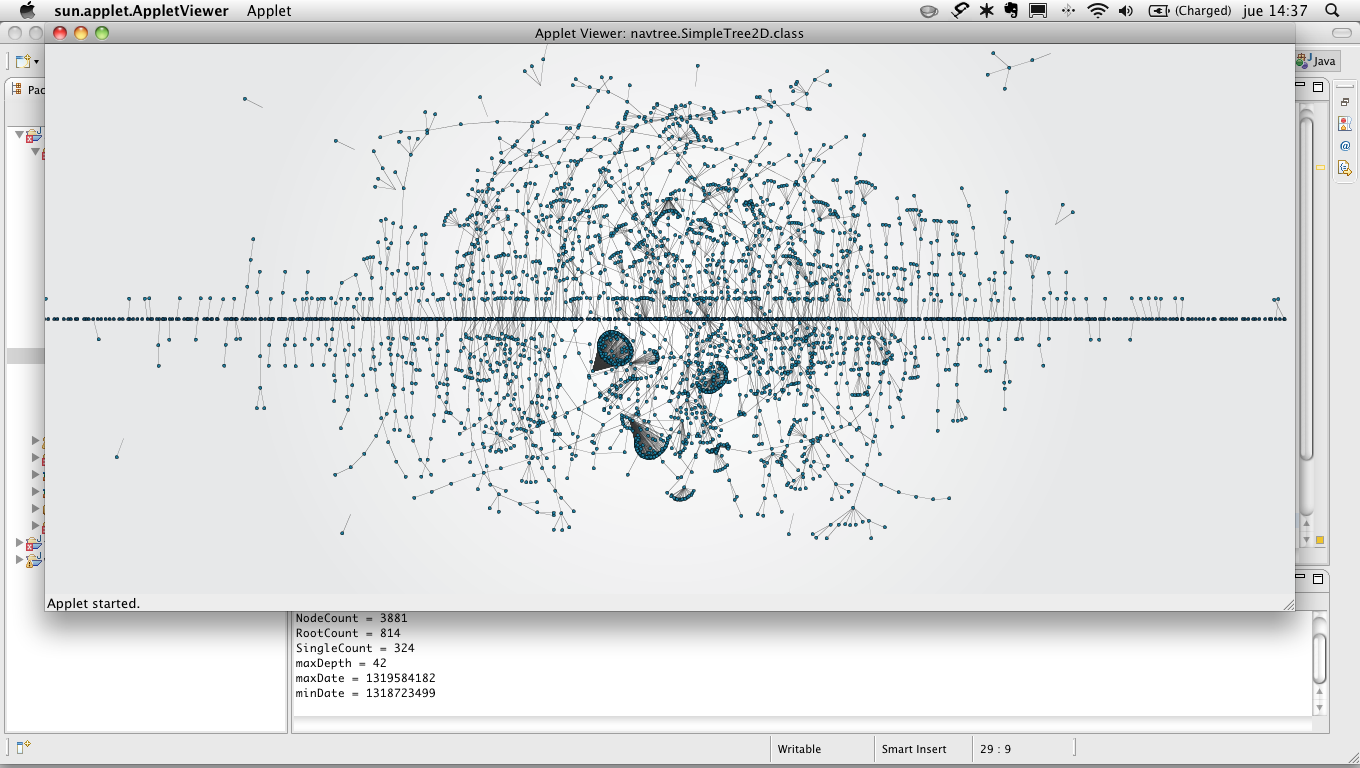 sun.applet.AppletViewer Applet (Charged) jue 14:37
Applet Viewer: navtree.SimpleTree2D.class
Java
Pac
@
Applet started.
NodeCount = 3881
RootCount = 814
SingleCount = 324
maxDepth = 42
maxDate = 1319584182
minDate = 1318723499
Writable Smart Insert 29 : 9